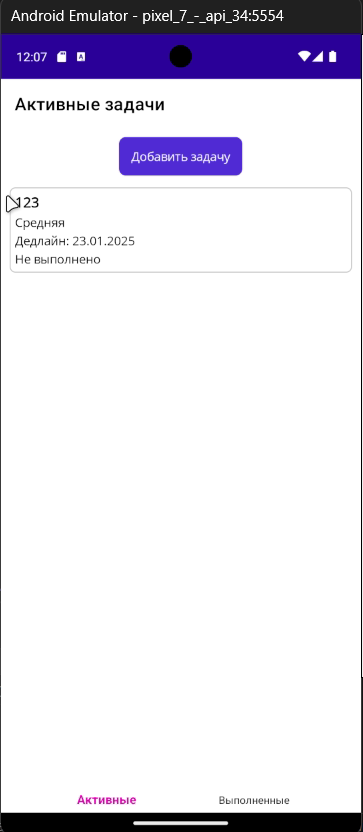 Android Emulator - pixel_7_-_api_34:5554
12:07
Активные задачи
Добавить задачу
123
Средняя
Дедлайн: 23.01.2025
Не выполнено
Активные Выполненные